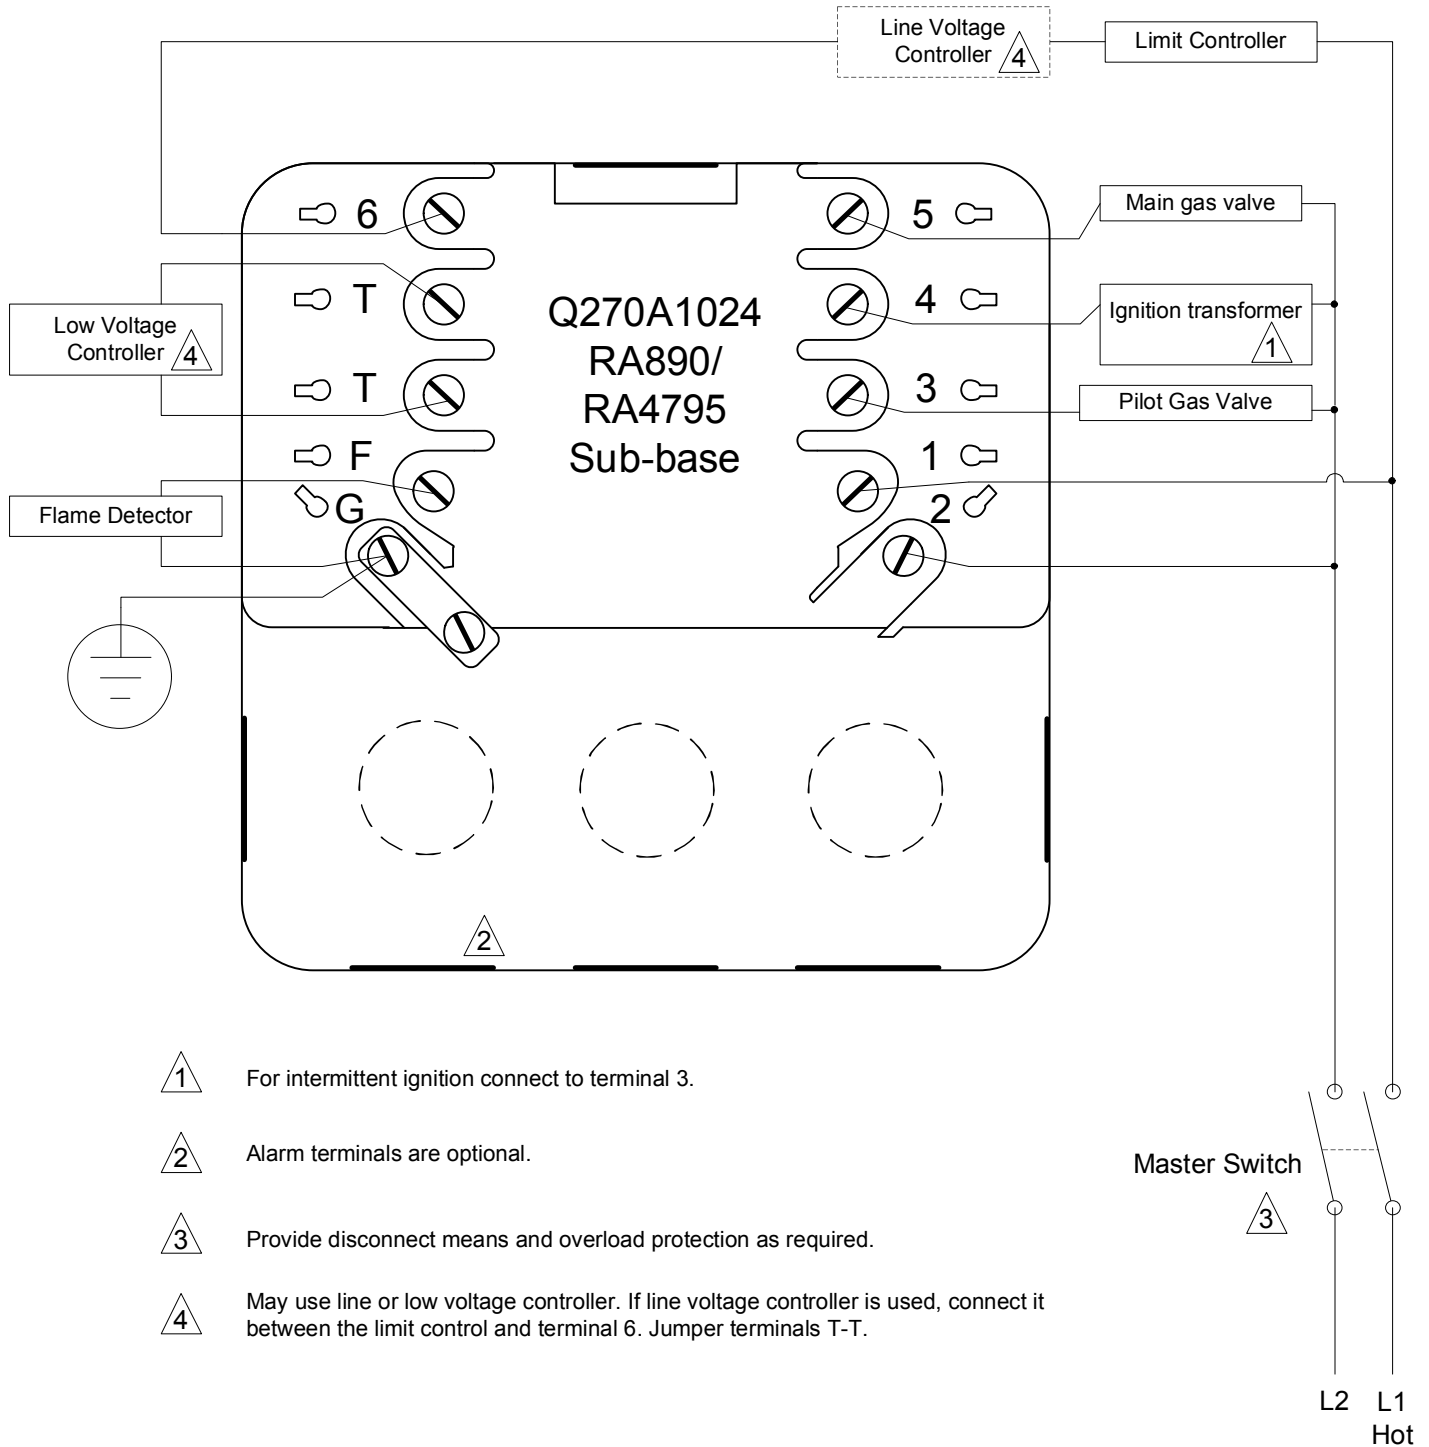 Line Voltage
Controller
4
Limit Controller
6
5
Main gas valve
T
4
Low Voltage
Controller
4
Q270A1024
RA890/
RA4795
Sub-base
Ignition transformer
1
T
3
Pilot Gas Valve
F
1
Flame Detector
G
2
2
1
For intermittent ignition connect to terminal 3.
2
Alarm terminals are optional.
Master Switch
3
3
Provide disconnect means and overload protection as required.
4
May use line or low voltage controller. If line voltage controller is used, connect it
between the limit control and terminal 6. Jumper terminals T-T.
L2
L1
Hot